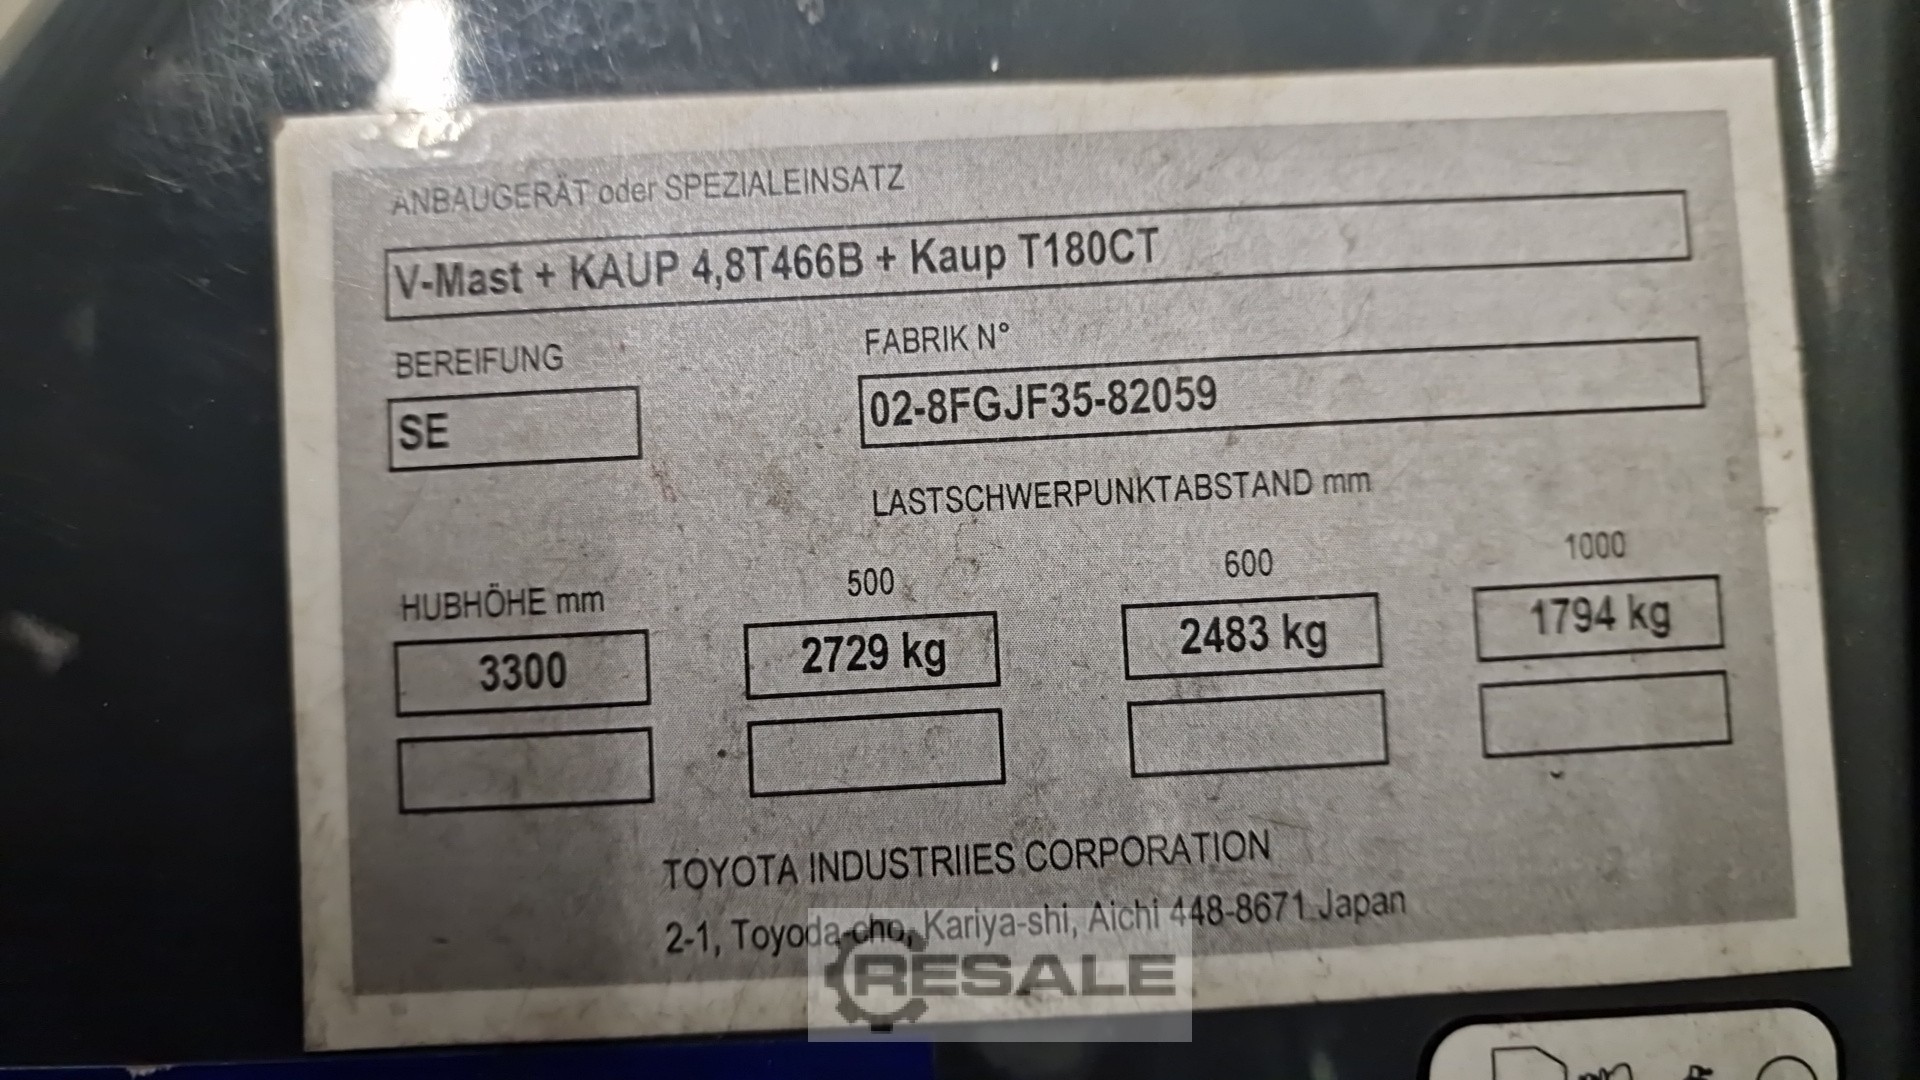 ANBAUGERÄT oder SPEZIALEINSATZ
V-Mast + KAUP 4,8T466B + Kaup T180CT
BEREIFUNG
FABRIK N°
SE
02-8FGJF35-82059
LASTSCHWERPUNKTABSTAND mm
HUBHÖHE mm 500 600 1000
3300 2729 kg 2483 kg 1794 kg
TOYOTA INDUSTRIIES CORPORATION
2-1, Toyoda-cho, Kariya-shi, Aichi 448-8671 Japan
RESALE